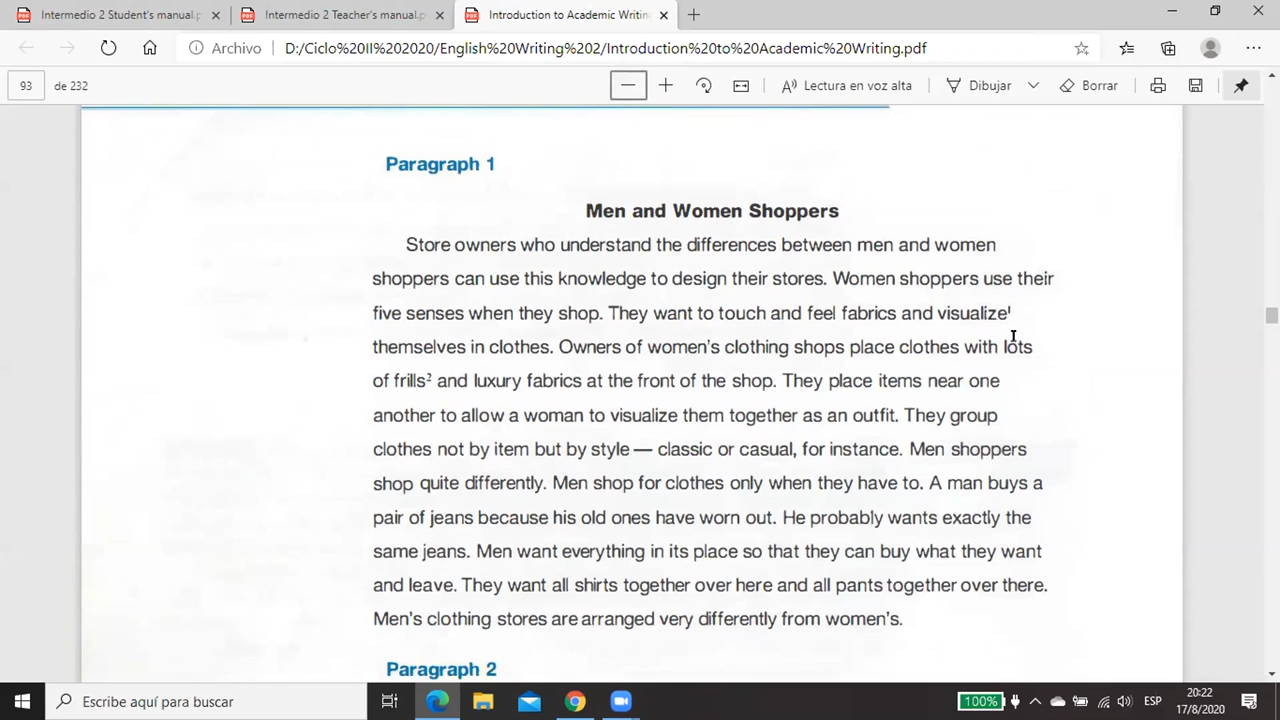 Intermedio 2 Student's manual.p
Intermedio 2 Teacher's manual.p
Introduction to Academic Writin
Archivo
D:/Ciclo%20II%202020/English%20Writing%202/Introduction%20to%20Academic%20Writing.pdf
93 de 232
Lectura en voz alta
Dibujar
Borrar
Paragraph 1
Men and Women Shoppers
Store owners who understand the differences between men and women
shoppers can use this knowledge to design their stores. Women shoppers use their
five senses when they shop. They want to touch and feel fabrics and visualize¹
themselves in clothes. Owners of women's clothing shops place clothes with lots
of frills² and luxury fabrics at the front of the shop. They place items near one
another to allow a woman to visualize them together as an outfit. They group
clothes not by item but by style — classic or casual, for instance. Men shoppers
shop quite differently. Men shop for clothes only when they have to. A man buys a
pair of jeans because his old ones have worn out. He probably wants exactly the
same jeans. Men want everything in its place so that they can buy what they want
and leave. They want all shirts together over here and all pants together over there.
Men's clothing stores are arranged very differently from women's.
Paragraph 2
Escribe aquí para buscar
100%
ESP
20:22
17/8/2020